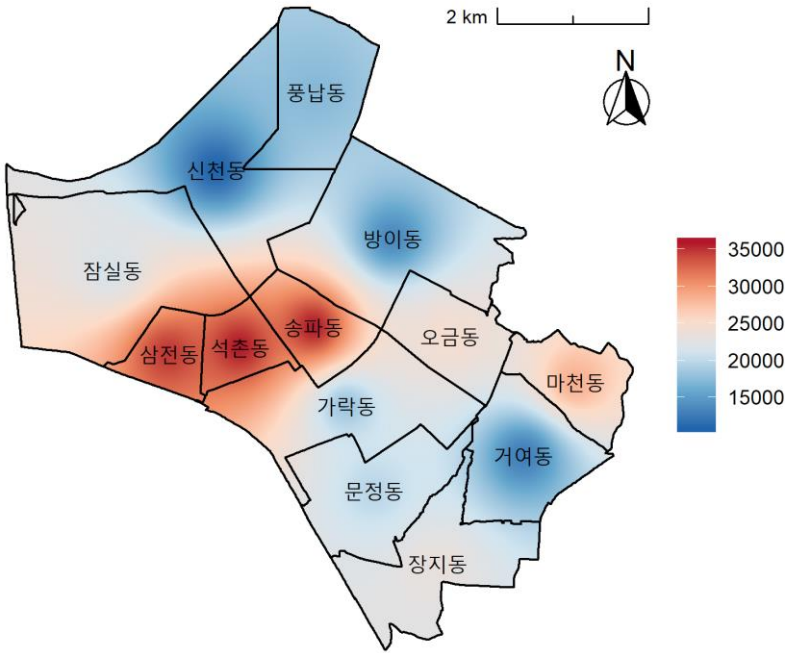 2 km
N
풍납동
신천동
방이동
잠실동
송파동
석촌동
삼전동
오금동
마천동
가락동
거여동
문정동
장지동
35000
30000
25000
20000
15000